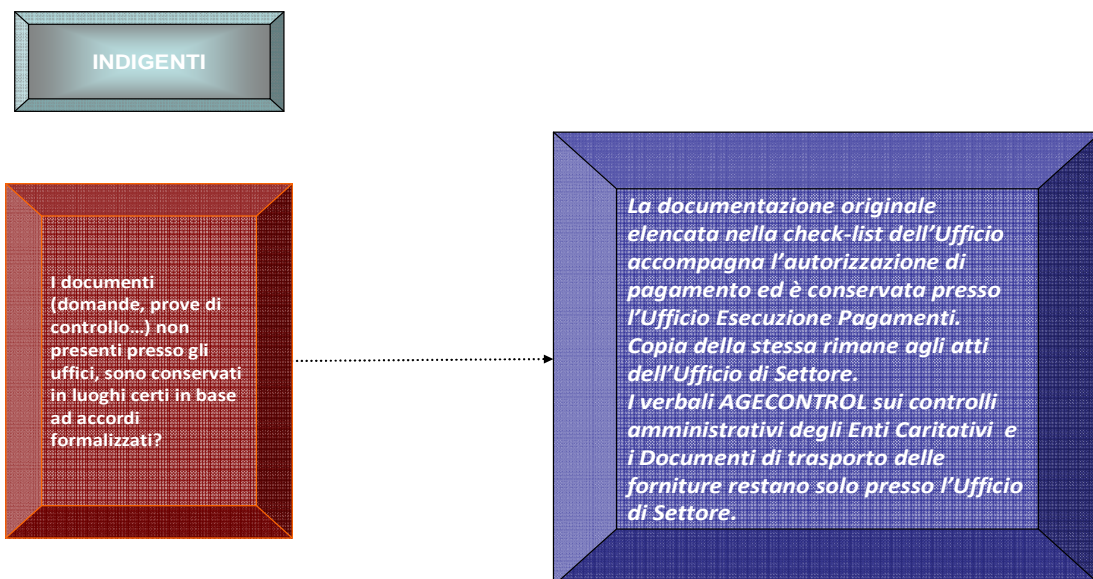 INDIGENTI
I documenti
(domande, prove di
controllo…) non
presenti presso gli
uffici, sono conservati
in luoghi certi in base
ad accordi
formalizzati?
La documentazione originale
elencata nella check-list dell’Ufficio
accompagna l’autorizzazione di
pagamento ed è conservata presso
l’Ufficio Esecuzione Pagamenti.
Copia della stessa rimane agli atti
dell’Ufficio di Settore.
I verbali AGECONTROL sui controlli
amministrativi degli Enti Caritativi e
i Documenti di trasporto delle
forniture restano solo presso l’Ufficio
di Settore.